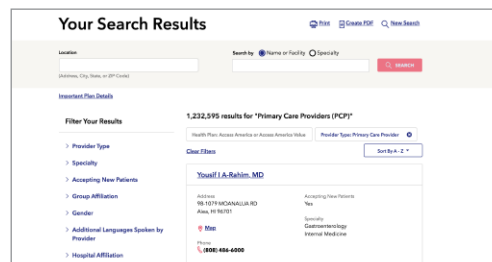 Your Search Results
Print Create PDF New Search
Location
Search by Name or Facility Specialty
SEARCH
(Address, City, State, or ZIP Code)
Important Plan Details
Filter Your Results
1,232,595 results for "Primary Care Providers (PCP)"
Health Plan: Access America or Access America Value
Provider Type: Primary Care Provider
Clear Filters
Sort By A - Z
> Provider Type
> Specialty
> Accepting New Patients
> Group Affiliation
> Gender
> Additional Languages Spoken by
Provider
> Hospital Affiliation
Yousif I A-Rahim, MD
Address
98-1079 MOANALUA RD
Aiea, HI 96701
Map
Phone
(808) 486-6000
Accepting New Patients
Yes
Specialty
Gastroenterology
Internal Medicine